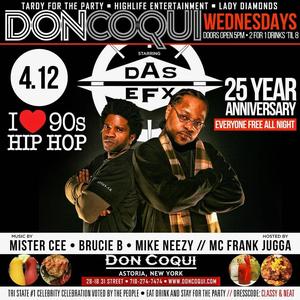 TARDY FOR THE PARTY • HIGHLIFE ENTERTAINMENT • LADY DIAMONDS
DON COQUI WEDNESDAYS
DOORS OPEN 5PM • 2 FOR 1 DRINKS 'TIL 8
4.12
STARRING
DAS
EFX
25 YEAR
ANNIVERSARY
EVERYONE FREE ALL NIGHT
I ❤ 90s
HIP HOP
MUSIC BY
HOSTED BY
MISTER CEE • BRUCIE B • MIKE NEEZY // MC FRANK JUGGA
DON COQUI
ASTORIA, NEW YORK
28-18 31 STREET • 718-274-7474 • WWW.DONCOQUI.COM
TRI STATE #1 CELEBRITY CELEBRATION VOTED BY THE PEOPLE • EAT DRINK AND STAY FOR THE PARTY // DRESSCODE: CLASSY & NEAT